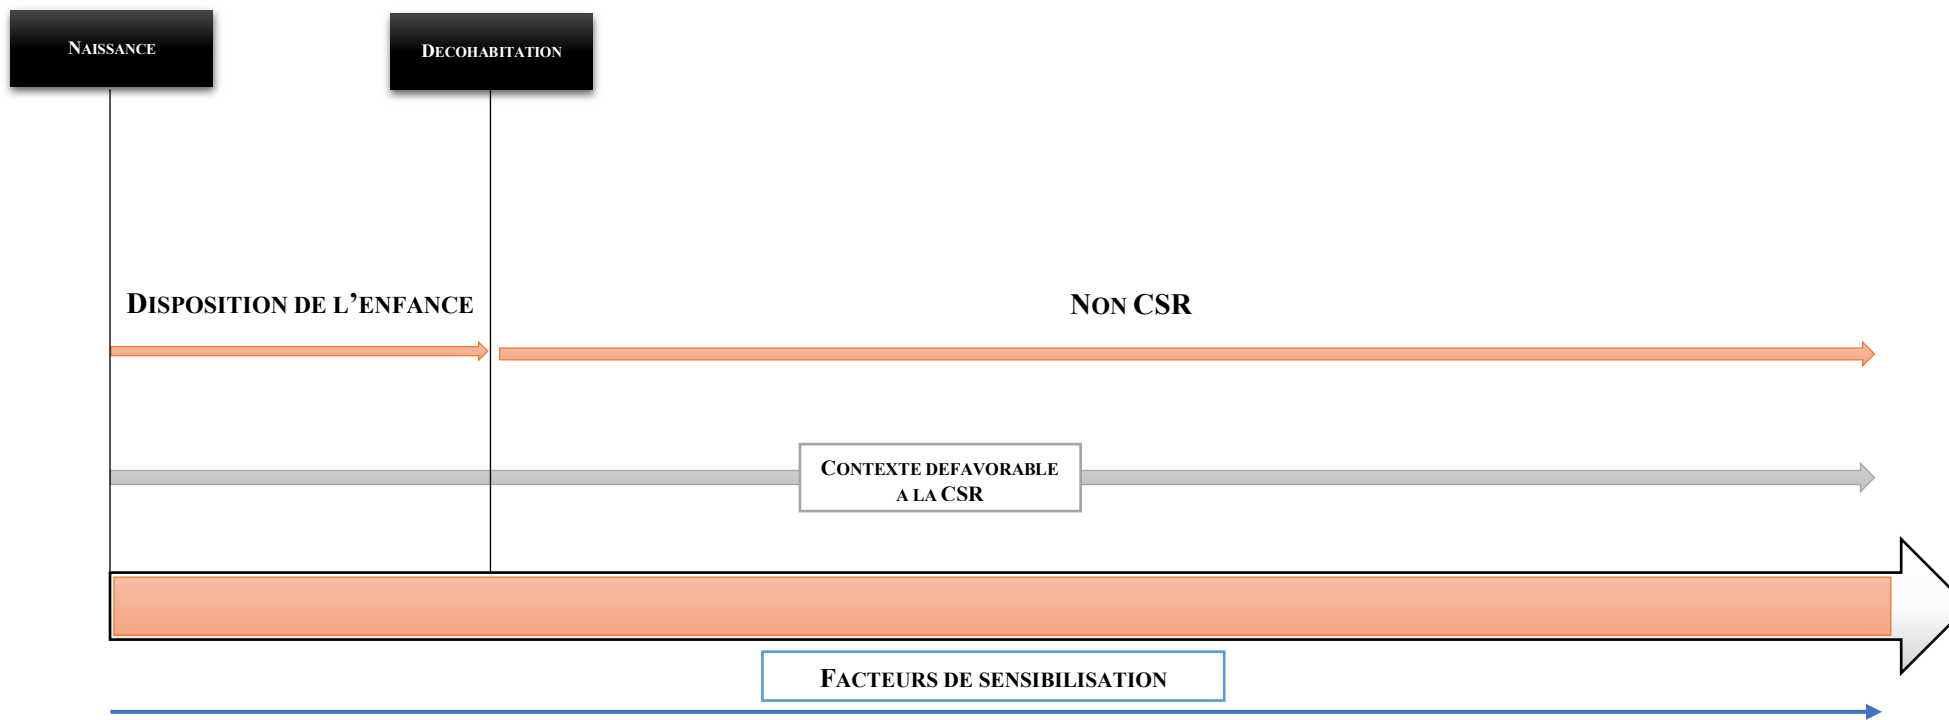 NAISSANCE
DECOHABITATION
DISPOSITION DE L’ENFANCE
NON CSR
CONTEXTE DEFAVORABLE
A LA CSR
FACTEURS DE SENSIBILISATION